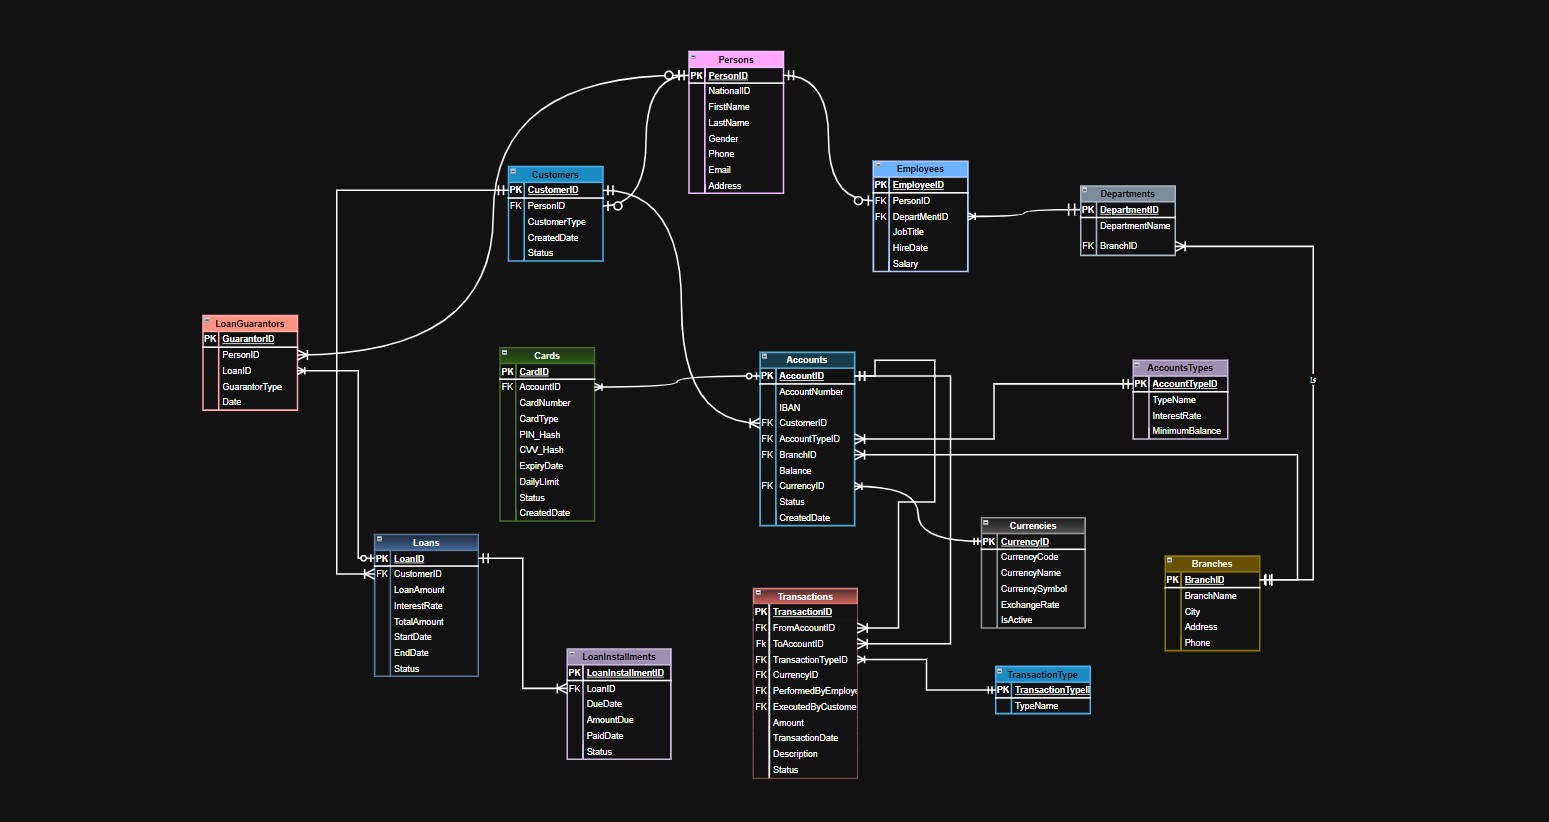 Persons
PK PersonID
NationalID
FirstName
LastName
Gender
Phone
Email
Address
Customers
PK CustomerID
FK PersonID
CustomerType
CreatedDate
Status
Employees
PK EmployeeID
FK PersonID
FK DepartMentID
JobTitle
HireDate
Salary
Departments
PK DepartmentID
DepartmentName
FK BranchID
LoanGuarantors
PK GuarantorID
PersonID
LoanID
GuarantorType
Date
Cards
PK CardID
FK AccountID
CardNumber
CardType
PIN_Hash
CVV_Hash
ExpiryDate
DailyLImit
Status
CreatedDate
Accounts
PK AccountID
AccountNumber
IBAN
FK CustomerID
FK AccountTypeID
FK BranchID
Balance
FK CurrencyID
Status
CreatedDate
AccountsTypes
PK AccountTypeID
TypeName
InterestRate
MinimumBalance
Loans
PK LoanID
FK CustomerID
LoanAmount
InterestRate
TotalAmount
StartDate
EndDate
Status
Currencies
PK CurrencyID
CurrencyCode
CurrencyName
CurrencySymbol
ExchangeRate
IsActive
Branches
PK BranchID
BranchName
City
Address
Phone
LoanInstallments
PK LoanInstallmentID
FK LoanID
DueDate
AmountDue
PaidDate
Status
Transactions
PK TransactionID
FK FromAccountID
Fk ToAccountID
FK TransactionTypeID
FK CurrencyID
FK PerformedByEmploye
FK ExecutedByCustome
Amount
TransactionDate
Description
Status
TransactionType
PK TransactionTypeI
TypeName